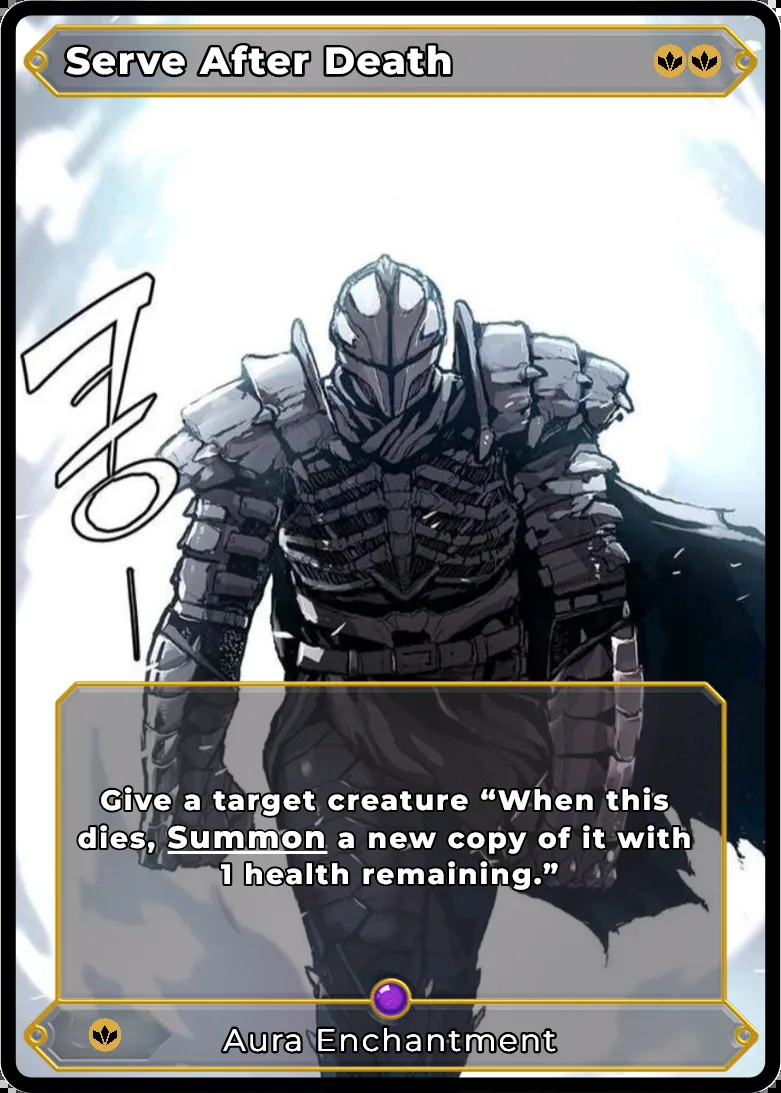 Serve After Death
쿵
Give a target creature “When this
dies, Summon a new copy of it with
1 health remaining.”
Aura Enchantment